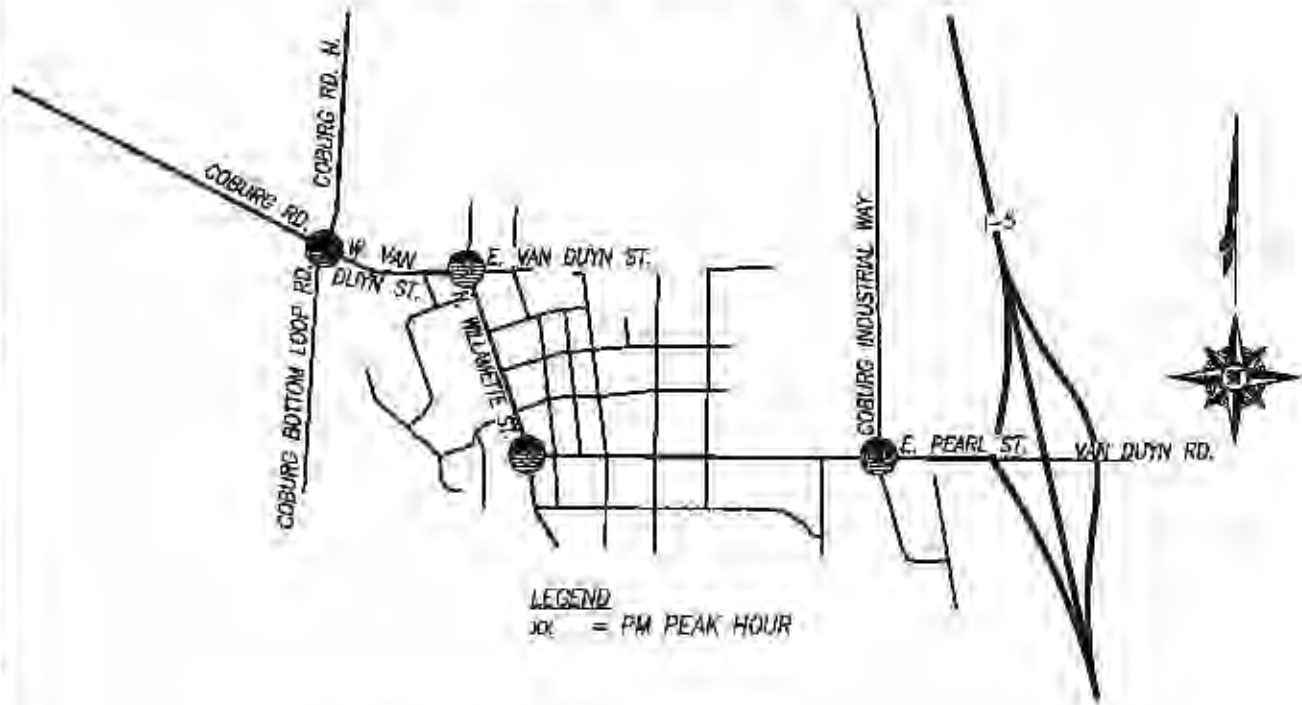 COBURG RD. N.
COBURG RD.
W. VAN
DUYN ST.
E. VAN DUYN ST.
COBURG BOTTOM LOOP RD.
N. WILLAMETTE ST.
COBURG INDUSTRIAL WAY
I-5
E. PEARL ST.
VAN DUYN RD.
LEGEND
XX = PM PEAK HOUR